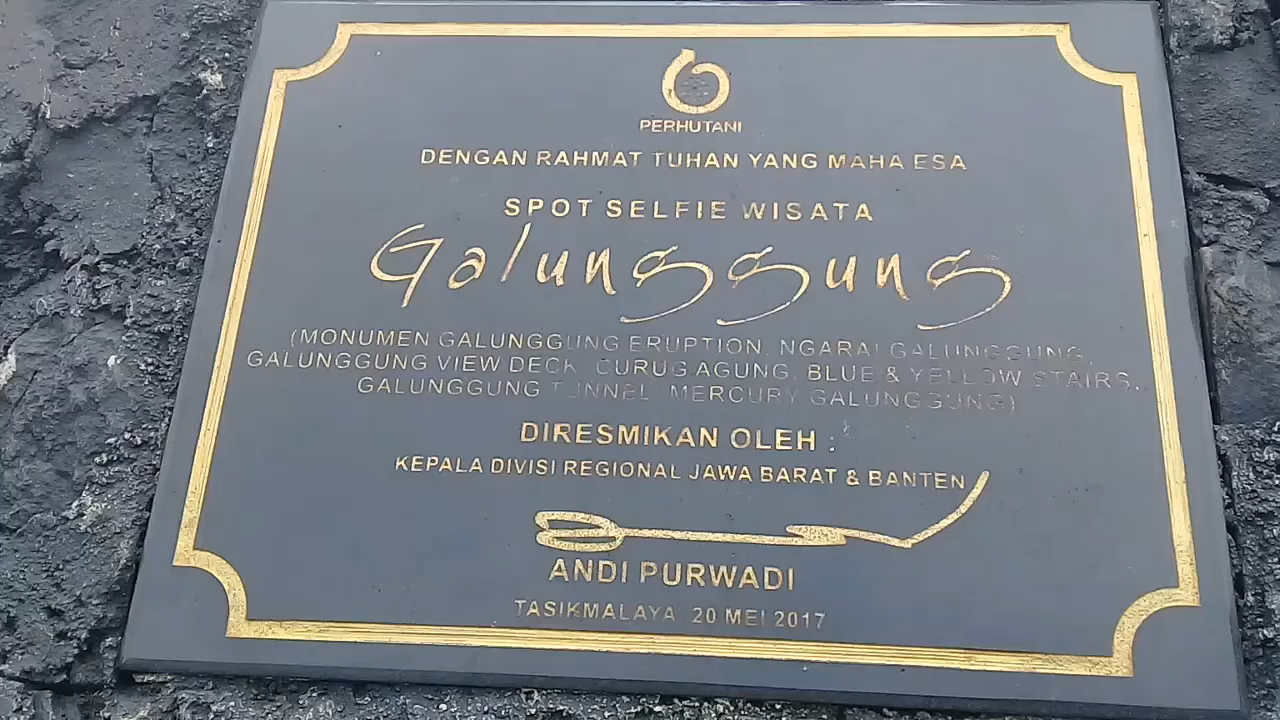 PERHUTANI
DENGAN RAHMAT TUHAN YANG MAHA ESA
SPOT SELFIE WISATA
Galunggung
(MONUMEN GALUNGGUNG ERUPTION, NGARAI GALUNGGUNG,
GALUNGGUNG VIEW DECK, CURUG AGUNG, BLUE & YELLOW STAIRS,
GALUNGGUNG TUNNEL, MERCURY GALUNGGUNG)
DIRESMIKAN OLEH :
KEPALA DIVISI REGIONAL JAWA BARAT & BANTEN
ANDI PURWADI
TASIKMALAYA 20 MEI 2017